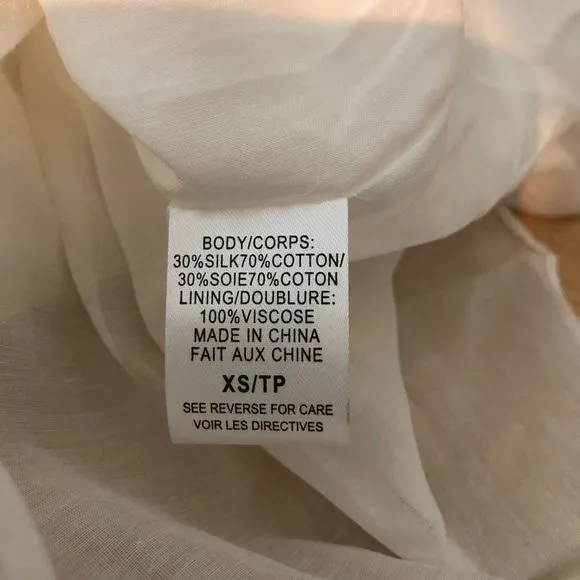 BODY/CORPS:
30%SILK70%COTTON/
30%SOIE70%COTON
LINING/DOUBLURE:
100%VISCOSE
MADE IN CHINA
FAIT AUX CHINE
XS/TP
SEE REVERSE FOR CARE
VOIR LES DIRECTIVES